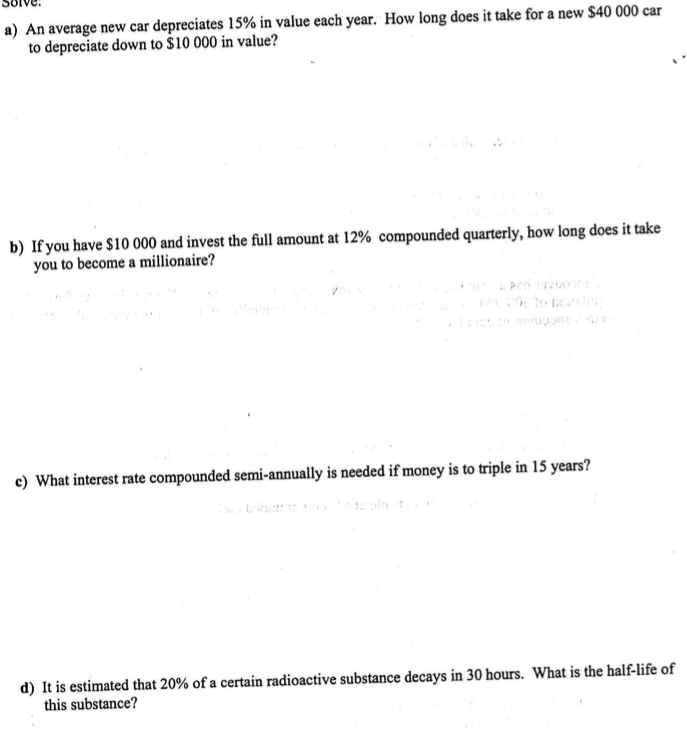 Solve:
a) An average new car depreciates 15% in value each year. How long does it take for a new $40 000 car
to depreciate down to $10 000 in value?
b) If you have $10 000 and invest the full amount at 12% compounded quarterly, how long does it take
you to become a millionaire?
c) What interest rate compounded semi-annually is needed if money is to triple in 15 years?
d) It is estimated that 20% of a certain radioactive substance decays in 30 hours. What is the half-life of
this substance?